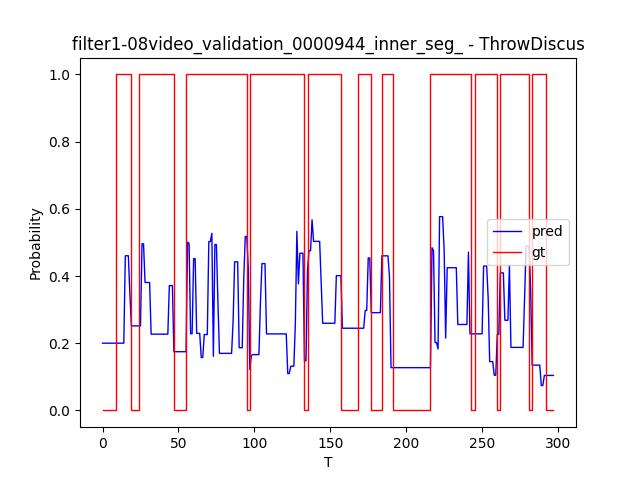 filter1-08video_validation_0000944_inner_seg_ - ThrowDiscus
1.0
0.8
0.6
0.4
0.2
0.0
Probability
pred
gt
0 50 100 150 200 250 300
T